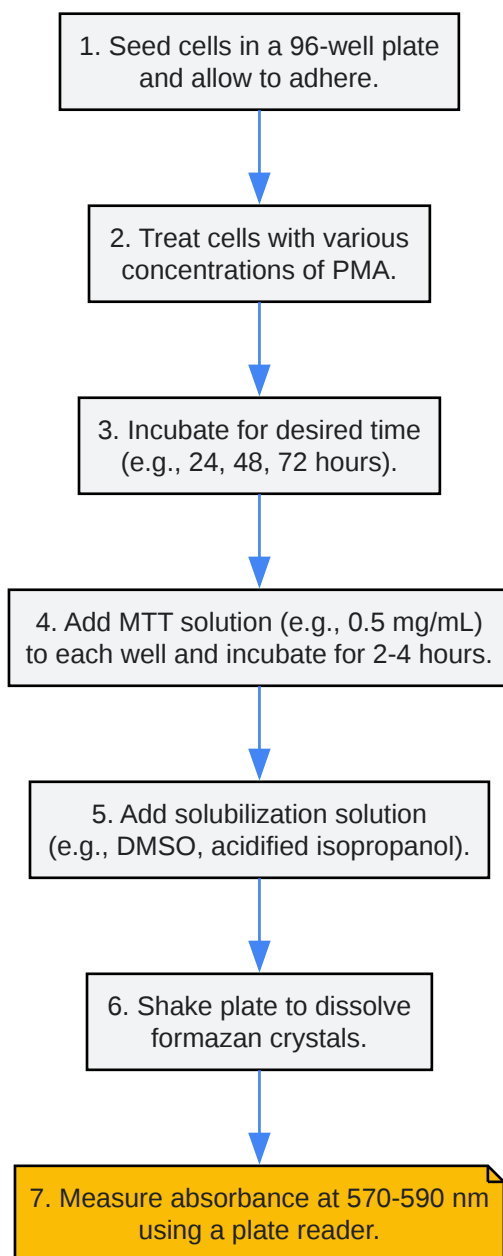 1. Seed cells in a 96-well plate
and allow to adhere.
2. Treat cells with various
concentrations of PMA.
3. Incubate for desired time
(e.g., 24, 48, 72 hours).
4. Add MTT solution (e.g., 0.5 mg/mL)
to each well and incubate for 2-4 hours.
5. Add solubilization solution
(e.g., DMSO, acidified isopropanol).
6. Shake plate to dissolve
formazan crystals.
7. Measure absorbance at 570-590 nm
using a plate reader.